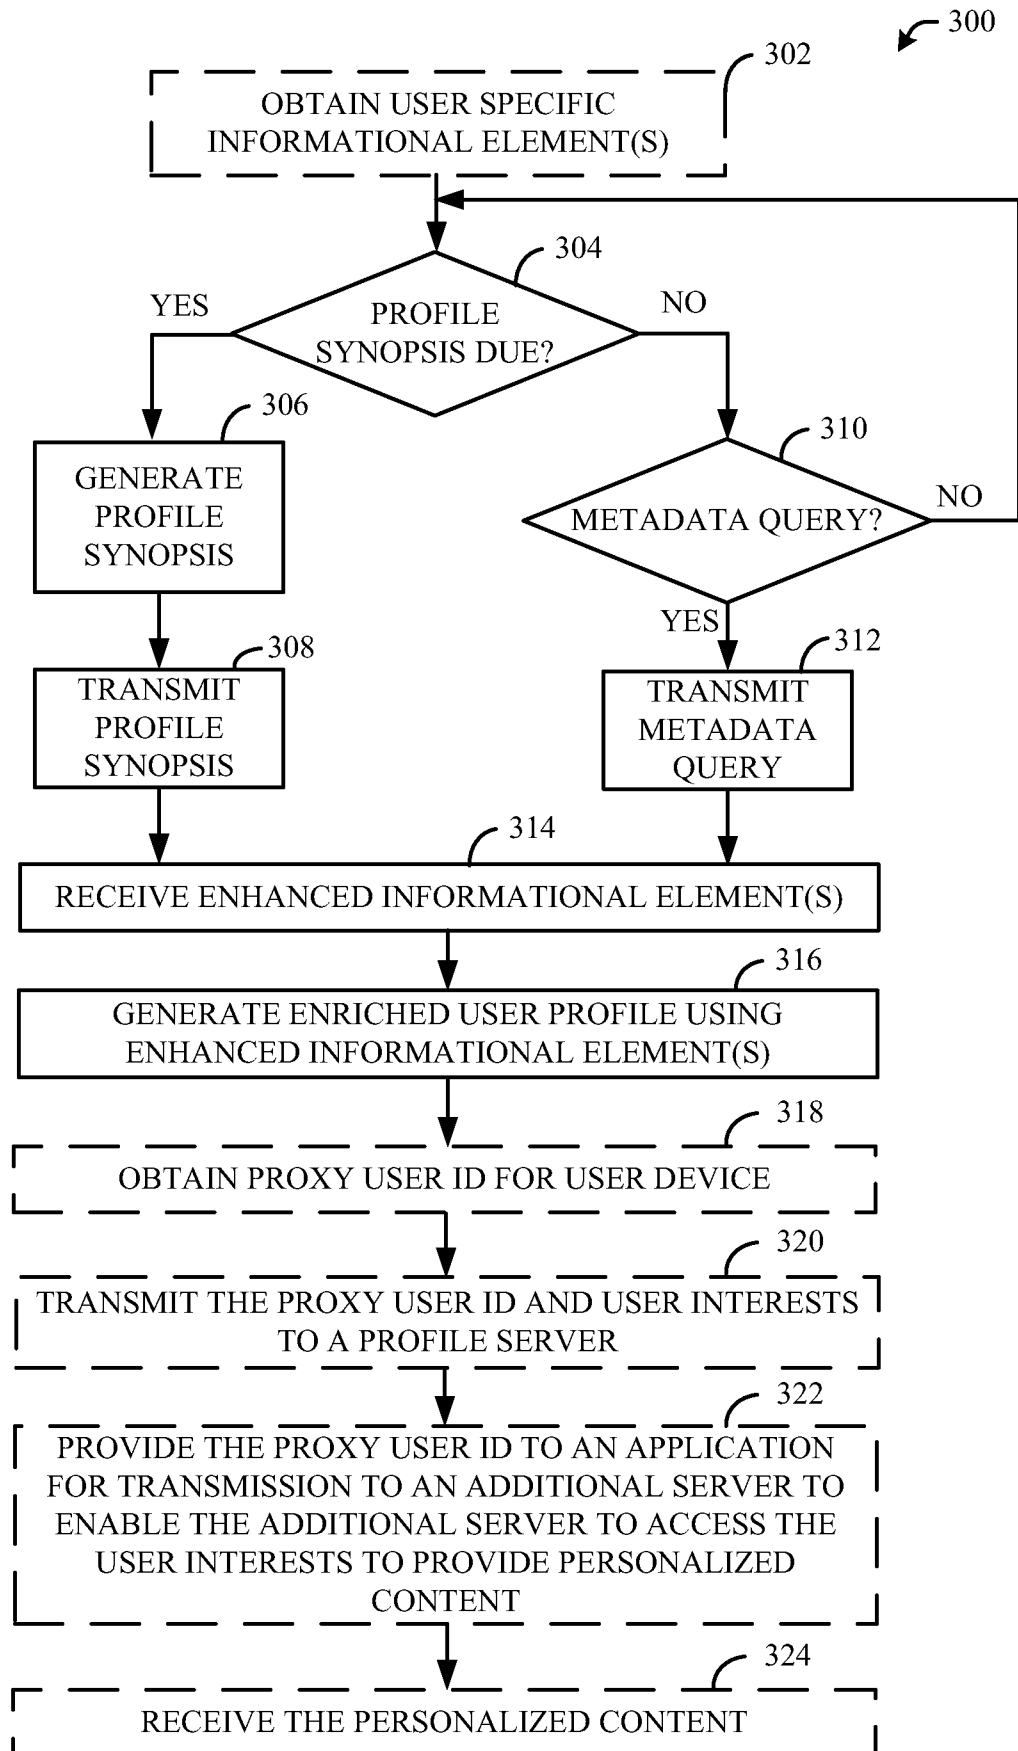 300
302
OBTAIN USER SPECIFIC
INFORMATIONAL ELEMENT(S)
304
YES
NO
PROFILE
SYNOPSIS DUE?
306
310
GENERATE
PROFILE
SYNOPSIS
METADATA QUERY?
NO
YES
308
312
TRANSMIT
PROFILE
SYNOPSIS
TRANSMIT
METADATA
QUERY
314
RECEIVE ENHANCED INFORMATIONAL ELEMENT(S)
316
GENERATE ENRICHED USER PROFILE USING
ENHANCED INFORMATIONAL ELEMENT(S)
318
OBTAIN PROXY USER ID FOR USER DEVICE
320
TRANSMIT THE PROXY USER ID AND USER INTERESTS
TO A PROFILE SERVER
322
PROVIDE THE PROXY USER ID TO AN APPLICATION
FOR TRANSMISSION TO AN ADDITIONAL SERVER TO
ENABLE THE ADDITIONAL SERVER TO ACCESS THE
USER INTERESTS TO PROVIDE PERSONALIZED
CONTENT
324
RECEIVE THE PERSONALIZED CONTENT